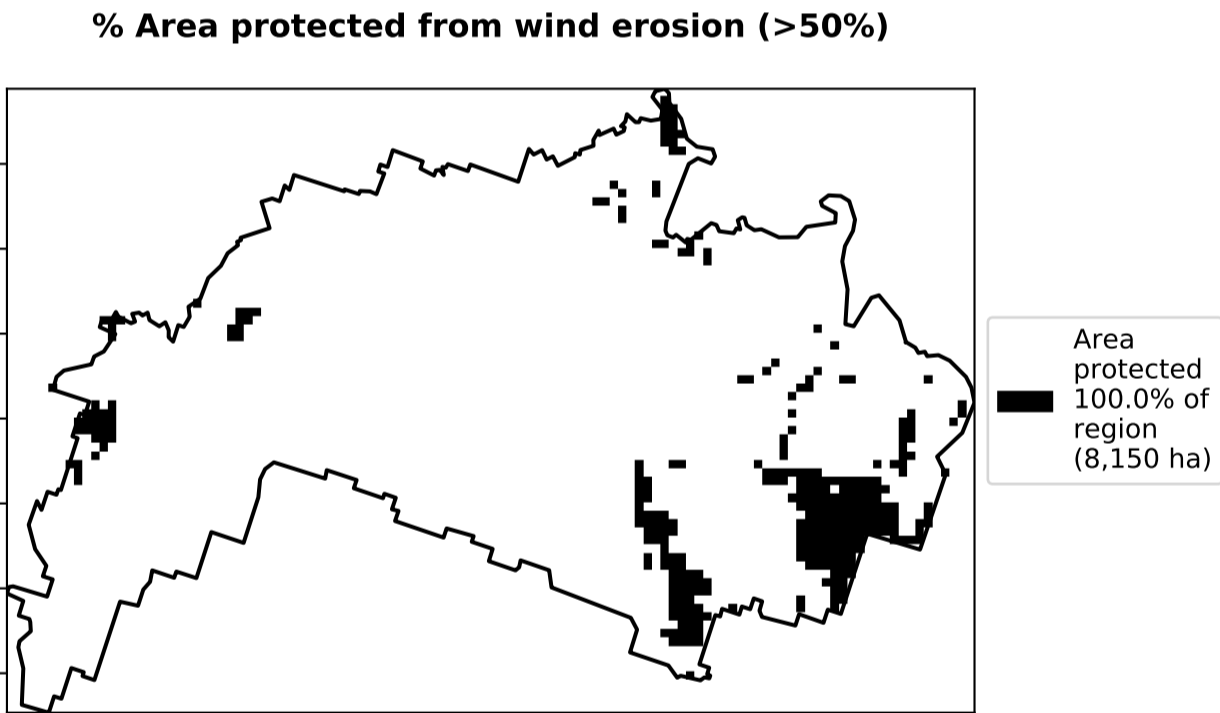 % Area protected from wind erosion (>50%)
Area
protected
100.0% of
region
(8,150 ha)